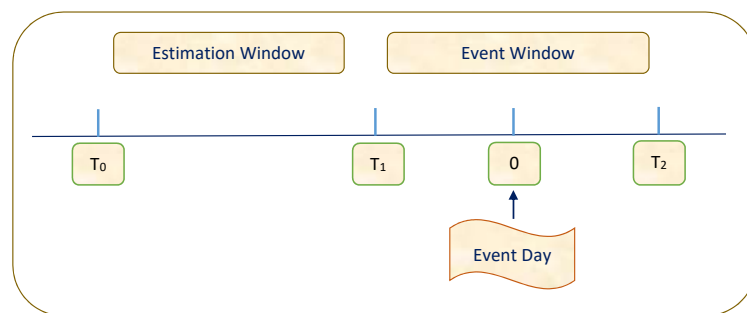 Estimation Window
Event Window
T₀
T₁
0
T₂
Event Day